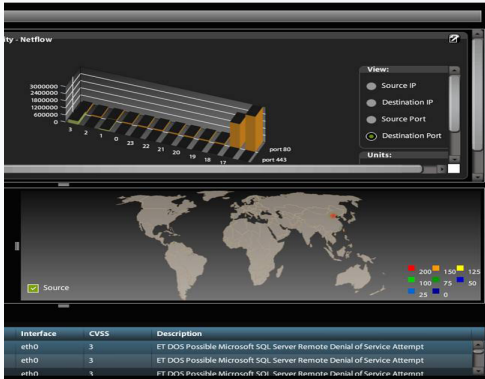 ity - Netflow
View:
Source IP
Destination IP
Source Port
Destination Port
Units:
3000000
2400000
1800000
1200000
600000
0
3 2 1 0 23 22 21 20 19 18 17
port 80
port 443
Source
200 150 125
100 75 50
25 0
Interface CVSS Description
eth0 3 ET DOS Possible Microsoft SQL Server Remote Denial of Service Attempt
eth0 3 ET DOS Possible Microsoft SQL Server Remote Denial of Service Attempt
eth0 3 ET DOS Possible Microsoft SQL Server Remote Denial of Service Attempt